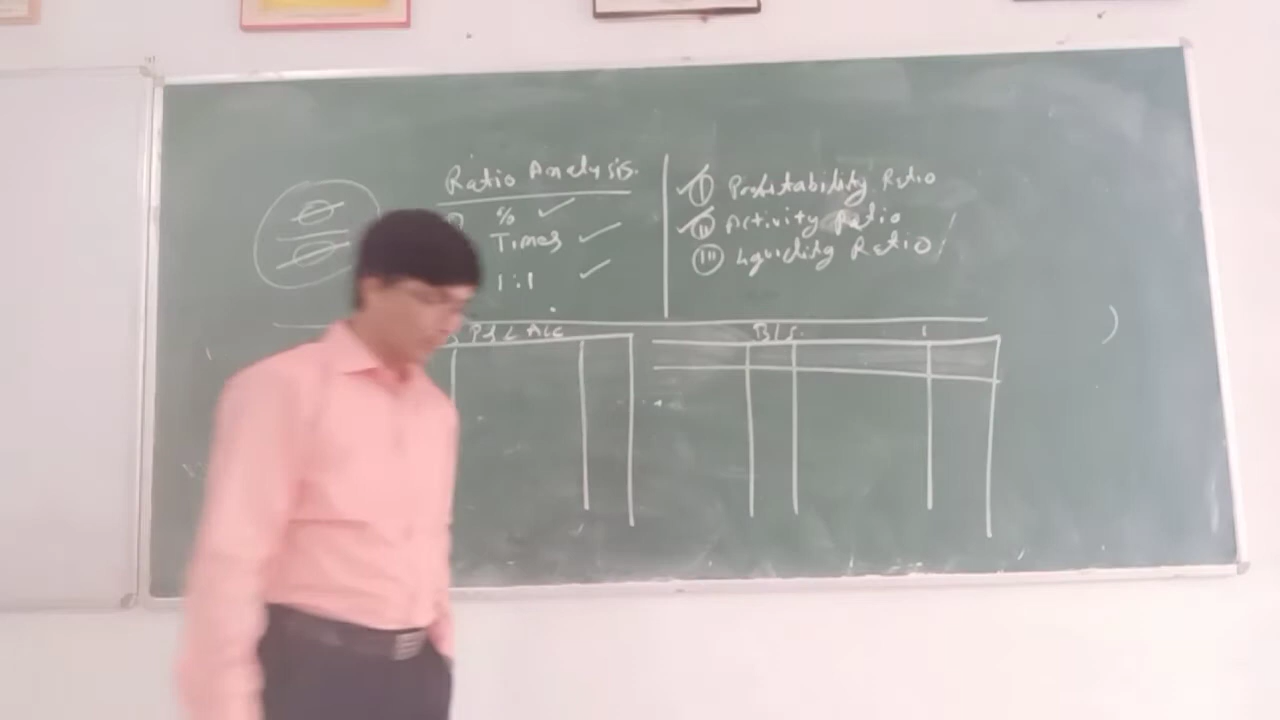 Ratio Analysis.
% ✓
Times ✓
1:1 ✓
✓ I Profitability Ratio
✓ II Activity Ratio
III Liquidity Ratio
P & L A/c
B/S.